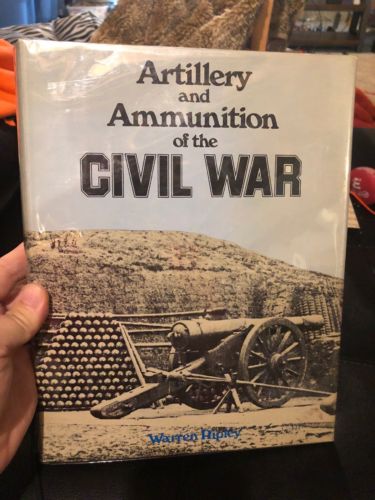 Artillery
and
Ammunition
of the
CIVIL WAR
Warren Ripley